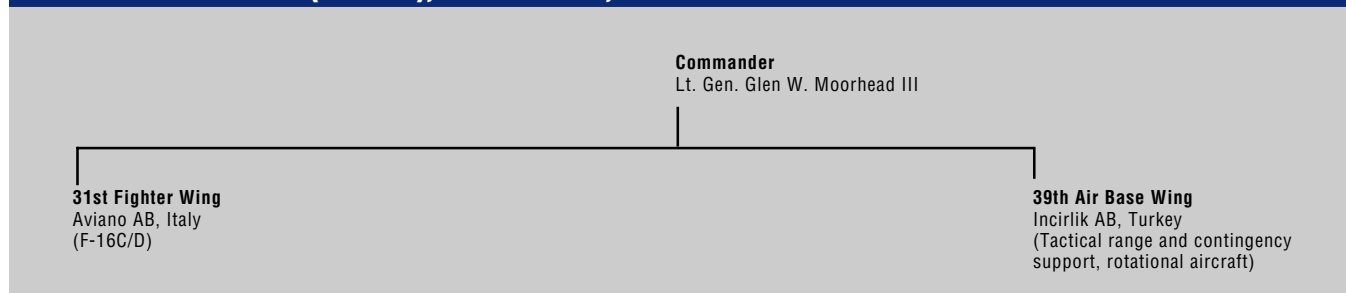 Commander
Lt. Gen. Glen W. Moorhead III
31st Fighter Wing
Aviano AB, Italy
(F-16C/D)
39th Air Base Wing
Incirlik AB, Turkey
(Tactical range and contingency
support, rotational aircraft)